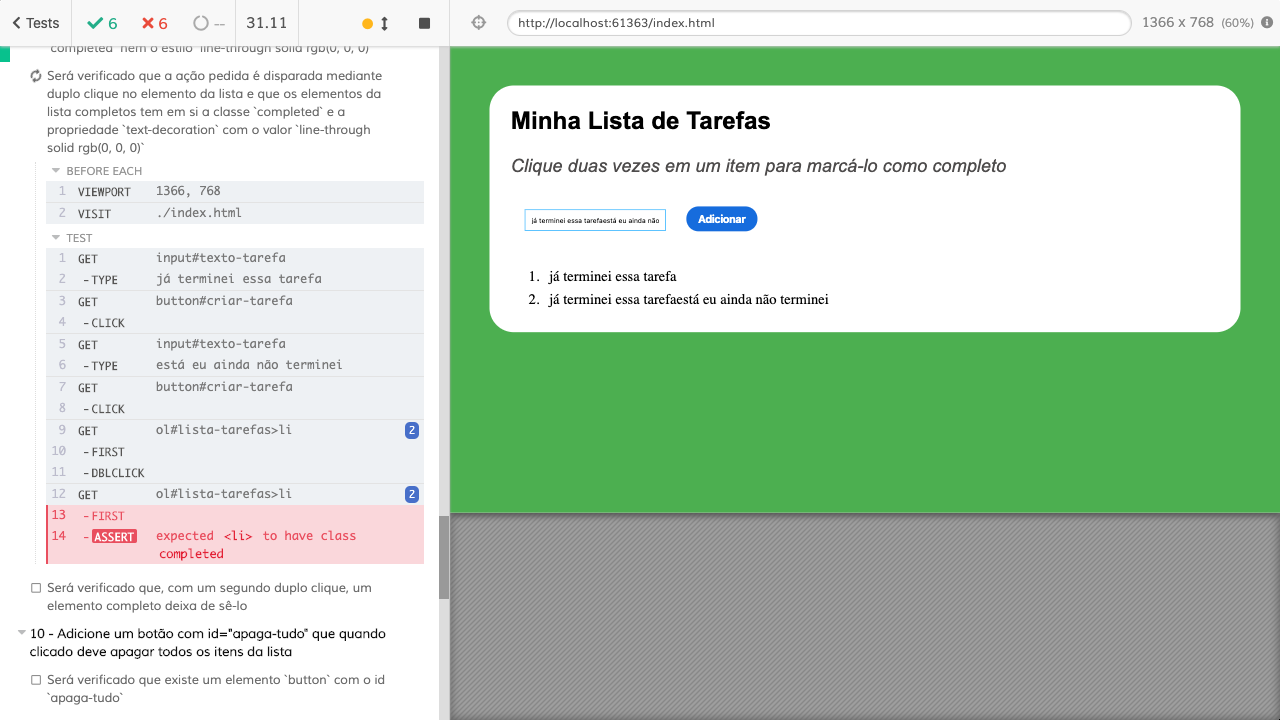 Tests
6
6
--
31.11
http://localhost:61363/index.html
1366 x 768 (60%)
`completed` nem o estilo `line-through solid rgb(0, 0, 0)`
Será verificado que a ação pedida é disparada mediante
duplo clique no elemento da lista e que os elementos da
lista completos tem em si a classe `completed` e a
propriedade `text-decoration` com o valor `line-through
solid rgb(0, 0, 0)`
BEFORE EACH
1 VIEWPORT 1366, 768
2 VISIT ./index.html
TEST
1 GET input#texto-tarefa
2 -TYPE já terminei essa tarefa
3 GET button#criar-tarefa
4 -CLICK
5 GET input#texto-tarefa
6 -TYPE está eu ainda não terminei
7 GET button#criar-tarefa
8 -CLICK
9 GET ol#lista-tarefas>li 2
10 -FIRST
11 -DBLCLICK
12 GET ol#lista-tarefas>li 2
13 -FIRST
14 -ASSERT expected <li> to have class
completed
Será verificado que, com um segundo duplo clique, um
elemento completo deixa de sê-lo
10 - Adicione um botão com id="apaga-tudo" que quando
clicado deve apagar todos os itens da lista
Será verificado que existe um elemento `button` com o id
`apaga-tudo`
Minha Lista de Tarefas
Clique duas vezes em um item para marcá-lo como completo
já terminei essa tarefaestá eu ainda não
Adicionar
1. já terminei essa tarefa
2. já terminei essa tarefaestá eu ainda não terminei